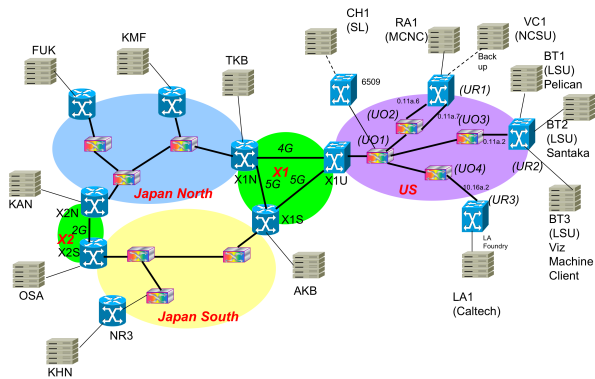 CH1
(SL)
RA1
(MCNC)
VC1
(NCSU)
KMF
FUK
TKB
6509
Back
up
BT1
(LSU)
Pelican
(UR1)
0.11a.6
(UO2)
0.11a.7
(UO3)
BT2
(LSU)
Santaka
(UO1)
0.11a.2
(UR2)
4G
X1
X1N
5G
5G
X1U
(UO4)
US
10.16a.2
(UR3)
KAN
Japan North
X2N
X1S
2G
X2
X2S
LA
Foundry
BT3
(LSU)
Viz
Machine
Client
OSA
AKB
LA1
(Caltech)
Japan South
NR3
KHN